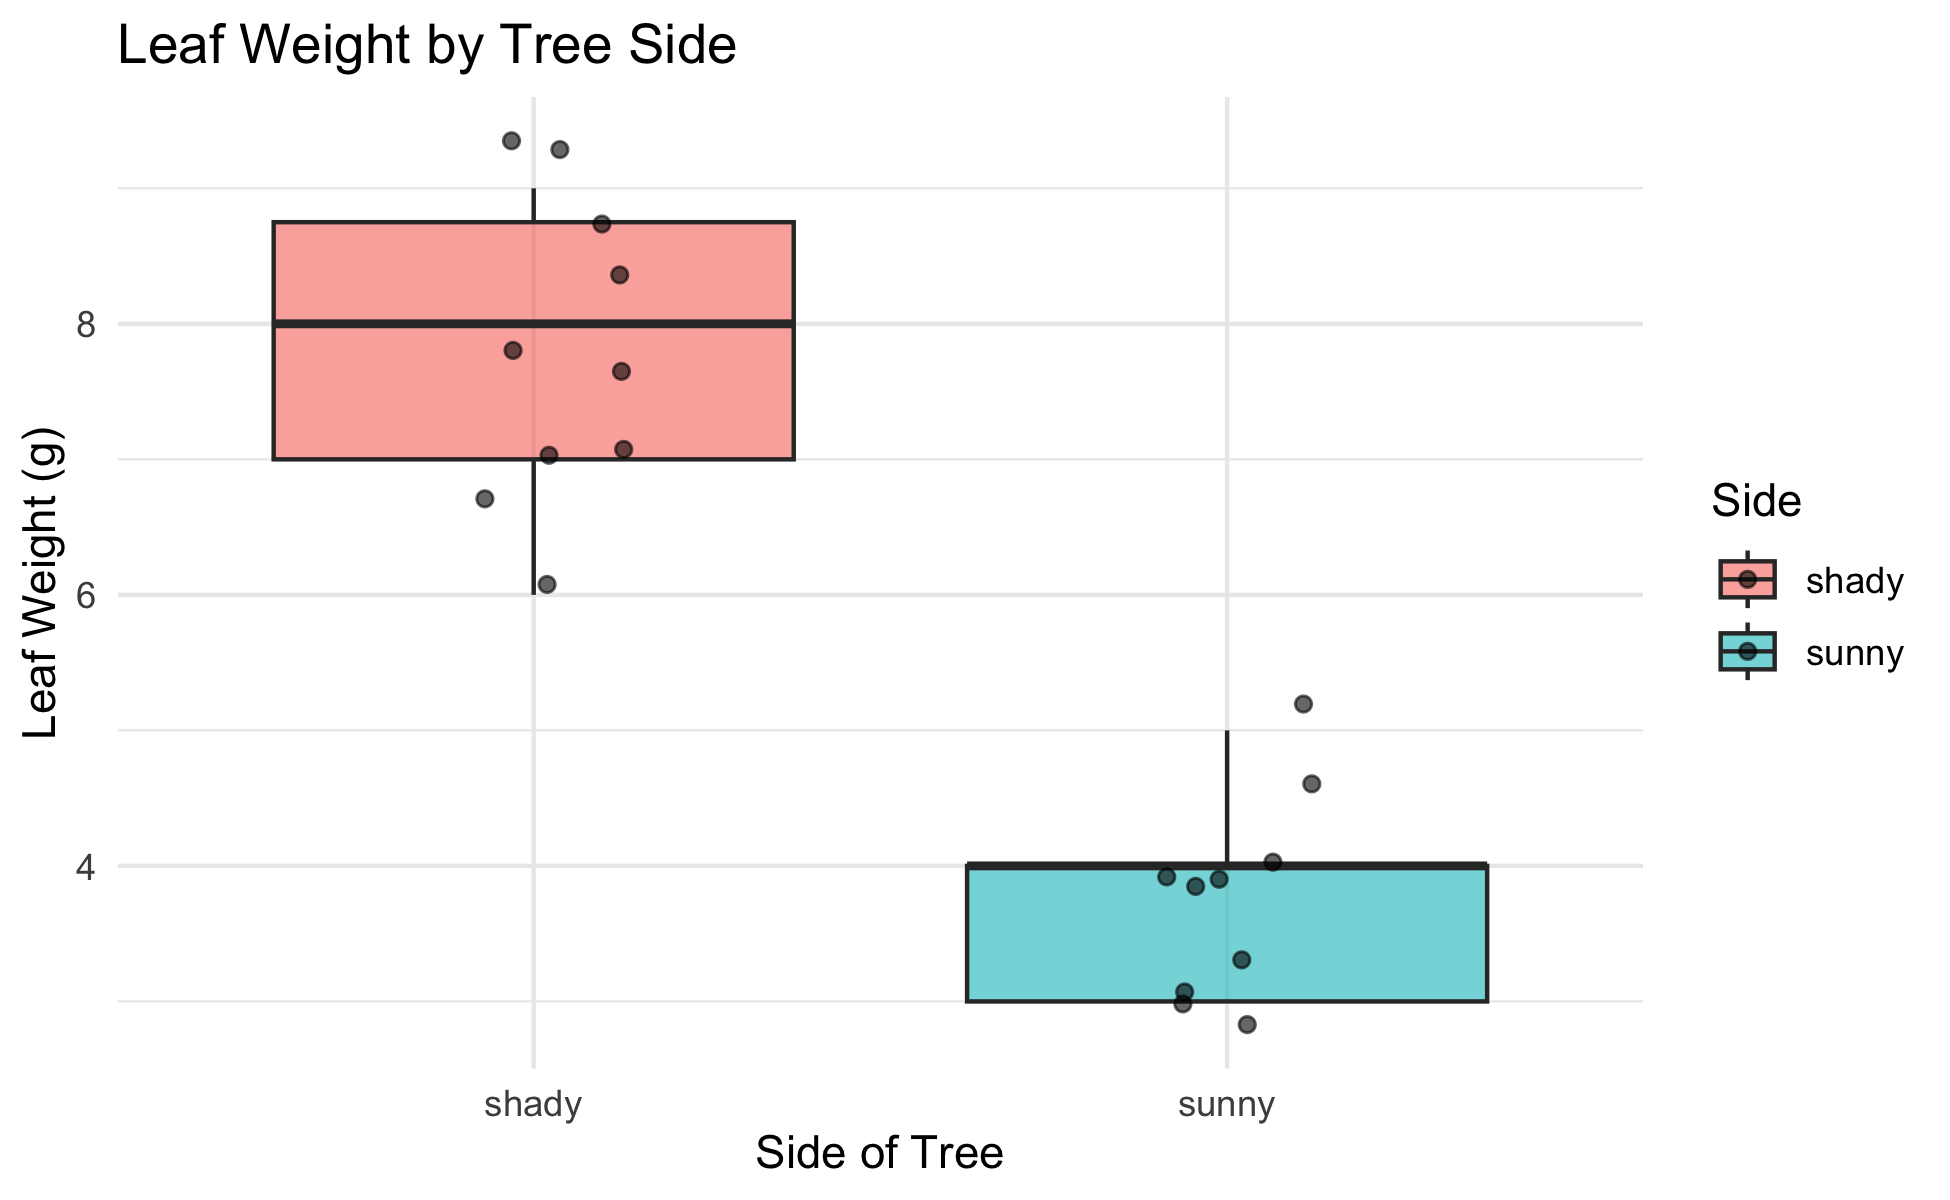 Leaf Weight by Tree Side
Leaf Weight (g)
8
6
4
shady
sunny
Side of Tree
Side
shady
sunny